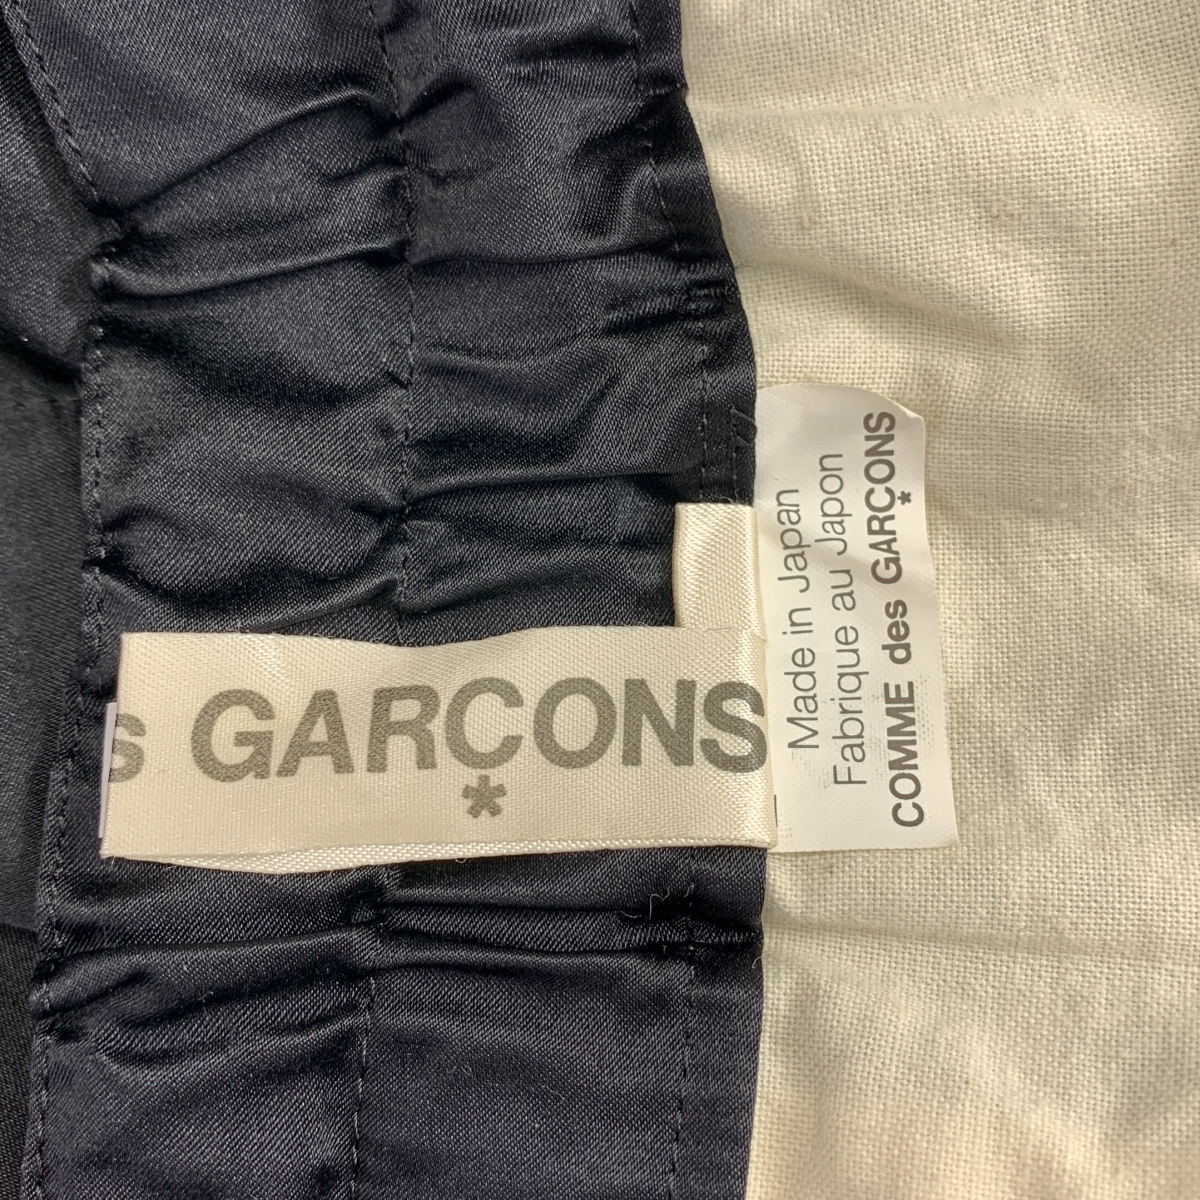 s GARÇONS
*
Made in Japan
Fabrique au Japon
COMME des GARÇONS
*